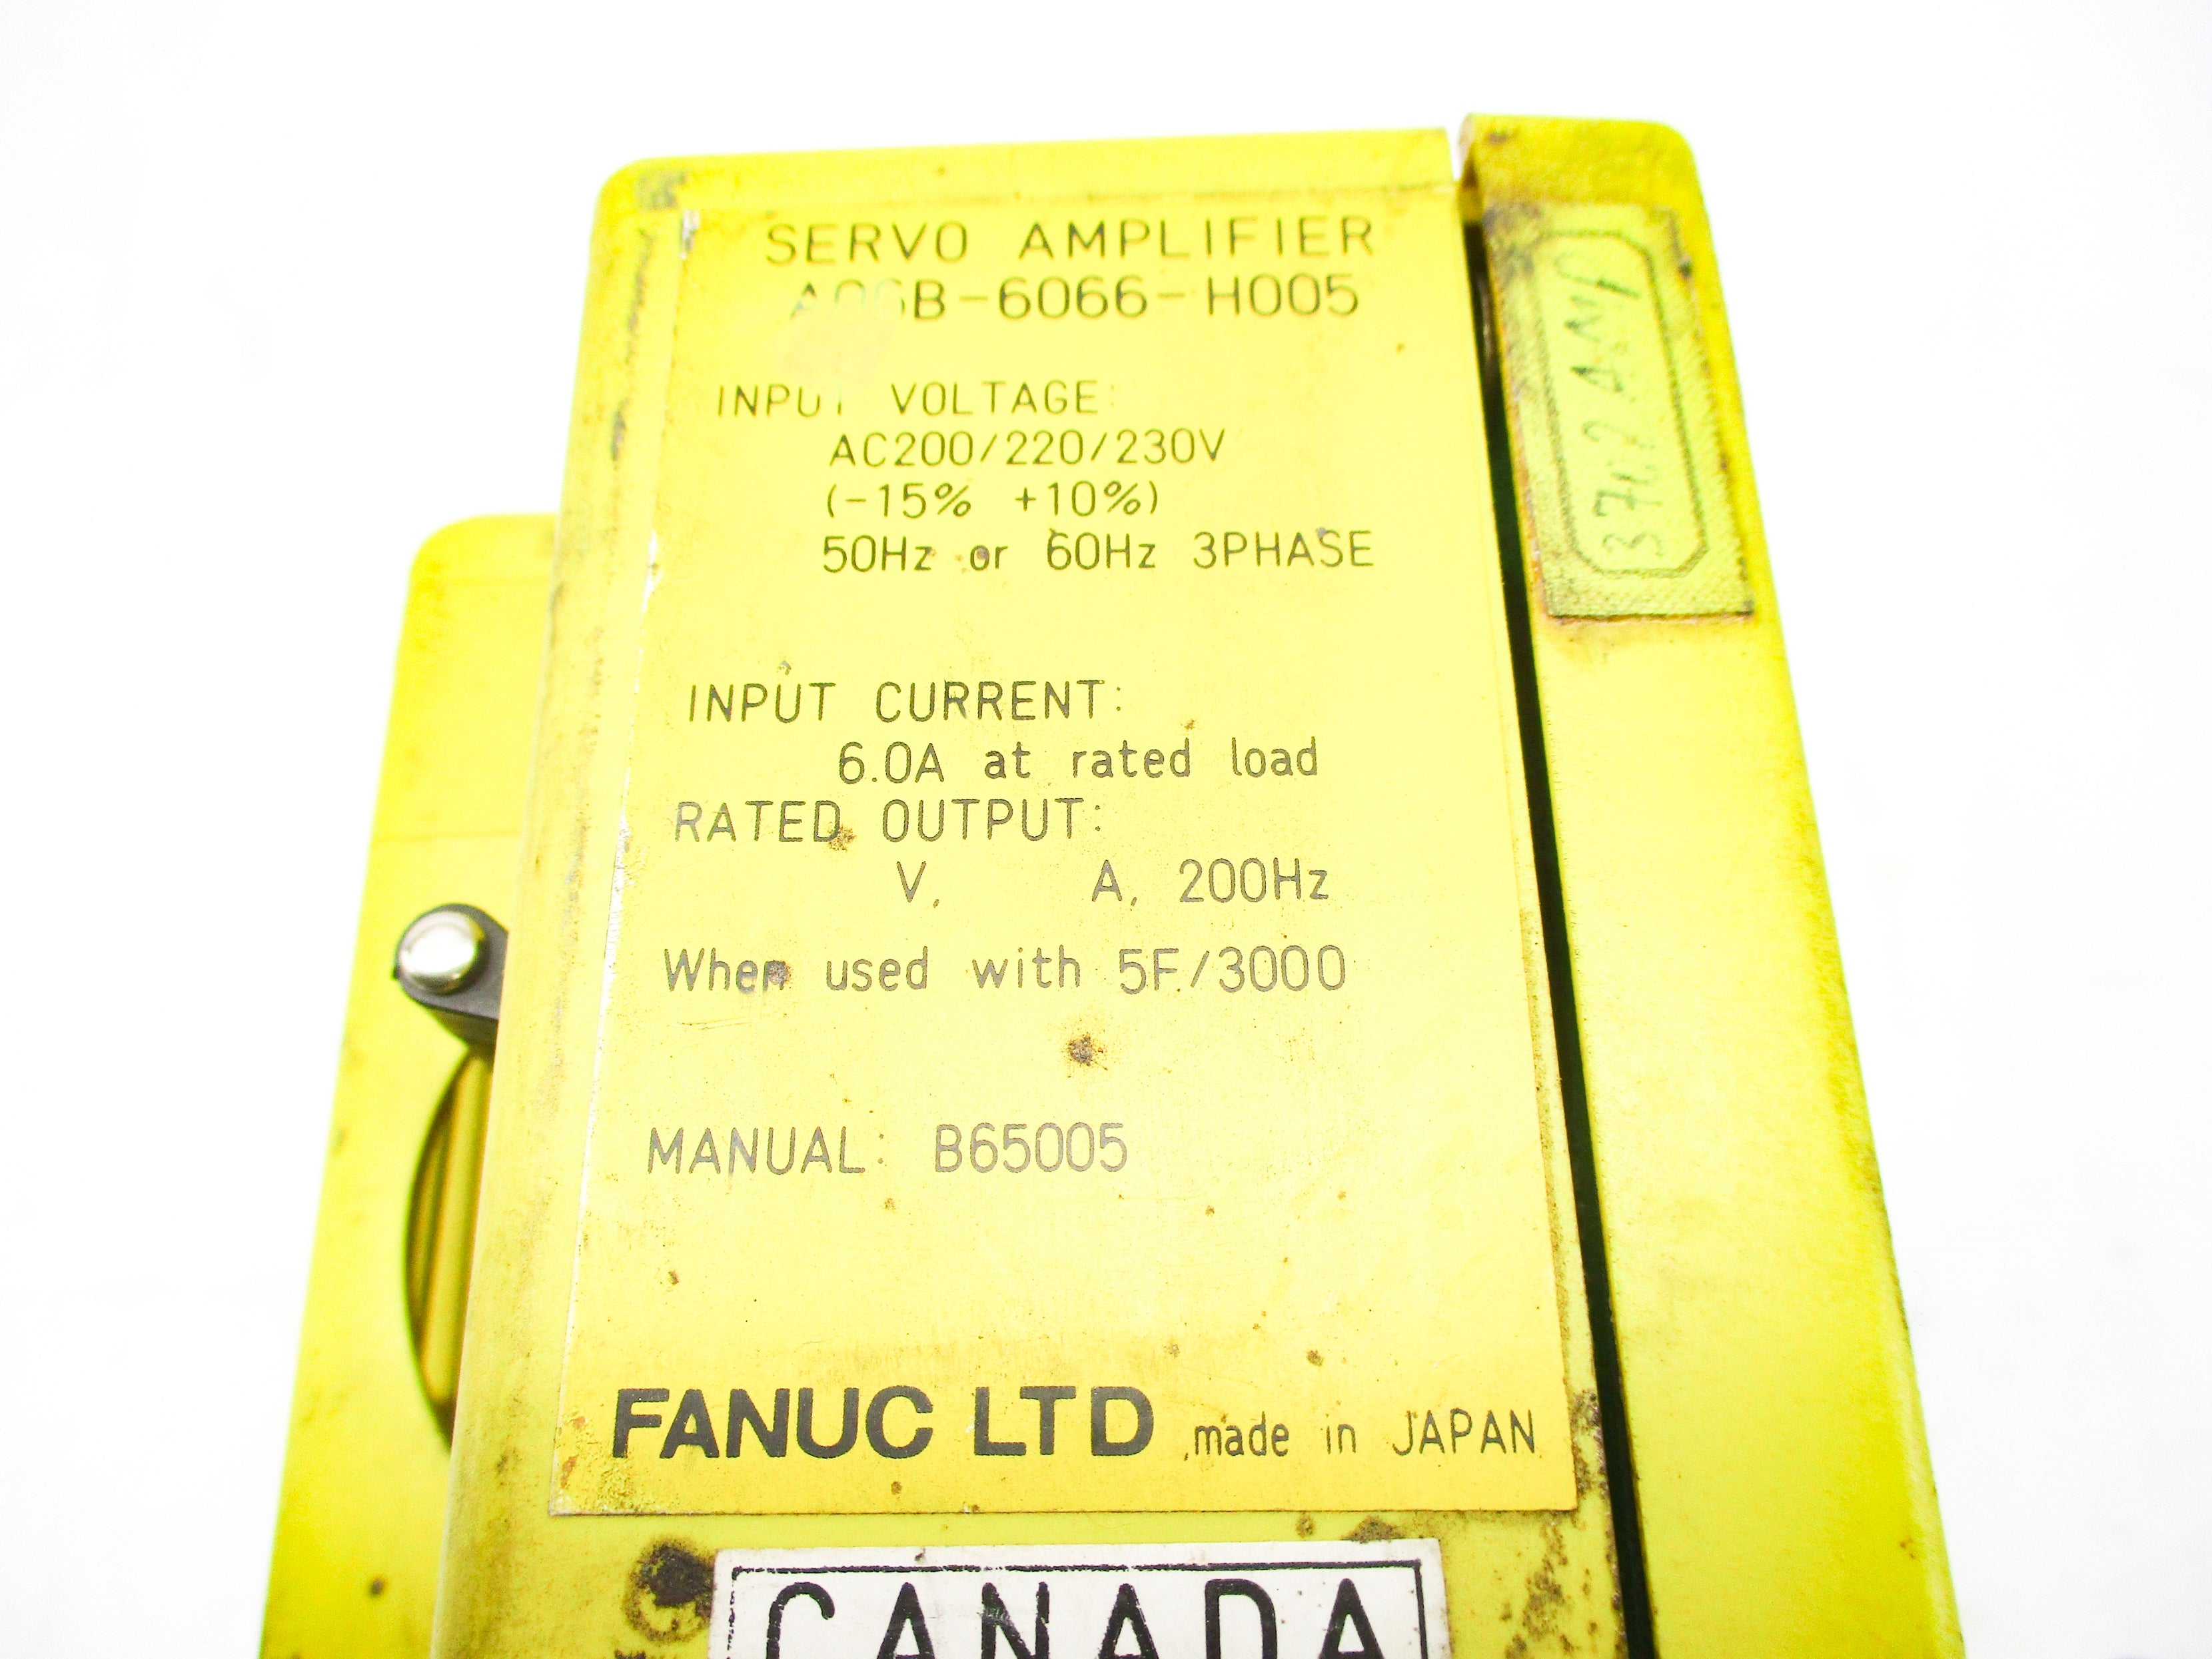 SERVO AMPLIFIER
A06B-6066-H005
INPUT VOLTAGE:
AC200/220/230V
(-15% +10%)
50Hz or 60Hz 3PHASE
INPUT CURRENT:
6.0A at rated load
RATED OUTPUT:
V, A, 200Hz
When used with 5F/3000
MANUAL: B65005
FANUC LTD made in JAPAN
CANADA